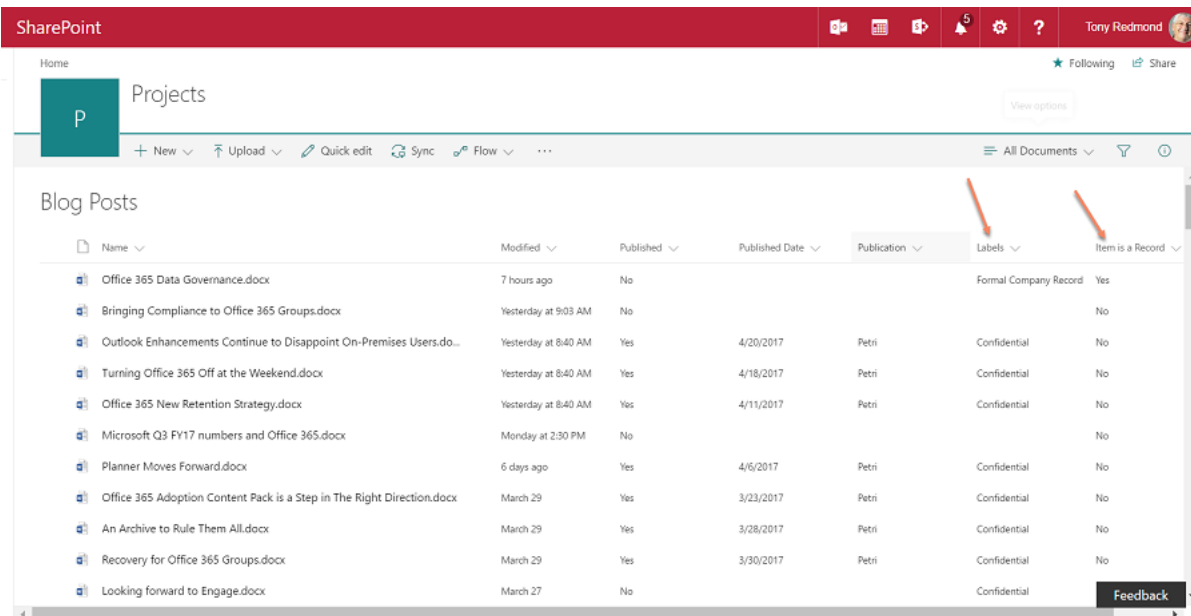 SharePoint 5 ? Tony Redmond
Home Following Share
P Projects
View options
New Upload Quick edit Sync Flow ... All Documents
Blog Posts
Name Modified Published Published Date Publication Labels Item is a Record
Office 365 Data Governance.docx 7 hours ago No Formal Company Record Yes
Bringing Compliance to Office 365 Groups.docx Yesterday at 9:03 AM No No
Outlook Enhancements Continue to Disappoint On-Premises Users.do... Yesterday at 8:40 AM Yes 4/20/2017 Petri Confidential No
Turning Office 365 Off at the Weekend.docx Yesterday at 8:40 AM Yes 4/18/2017 Petri Confidential No
Office 365 New Retention Strategy.docx Yesterday at 8:40 AM Yes 4/11/2017 Petri Confidential No
Microsoft Q3 FY17 numbers and Office 365.docx Monday at 2:30 PM No No
Planner Moves Forward.docx 6 days ago Yes 4/6/2017 Petri Confidential No
Office 365 Adoption Content Pack is a Step in The Right Direction.docx March 29 Yes 3/23/2017 Petri Confidential No
An Archive to Rule Them All.docx March 29 Yes 3/28/2017 Petri Confidential No
Recovery for Office 365 Groups.docx March 29 Yes 3/30/2017 Petri Confidential No
Looking forward to Engage.docx March 27 No Confidential
Feedback